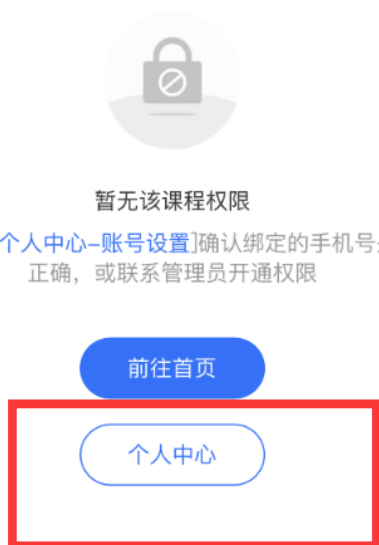 暂无该课程权限
个人中心-账号设置]确认绑定的手机号
正确，或联系管理员开通权限
前往首页
个人中心